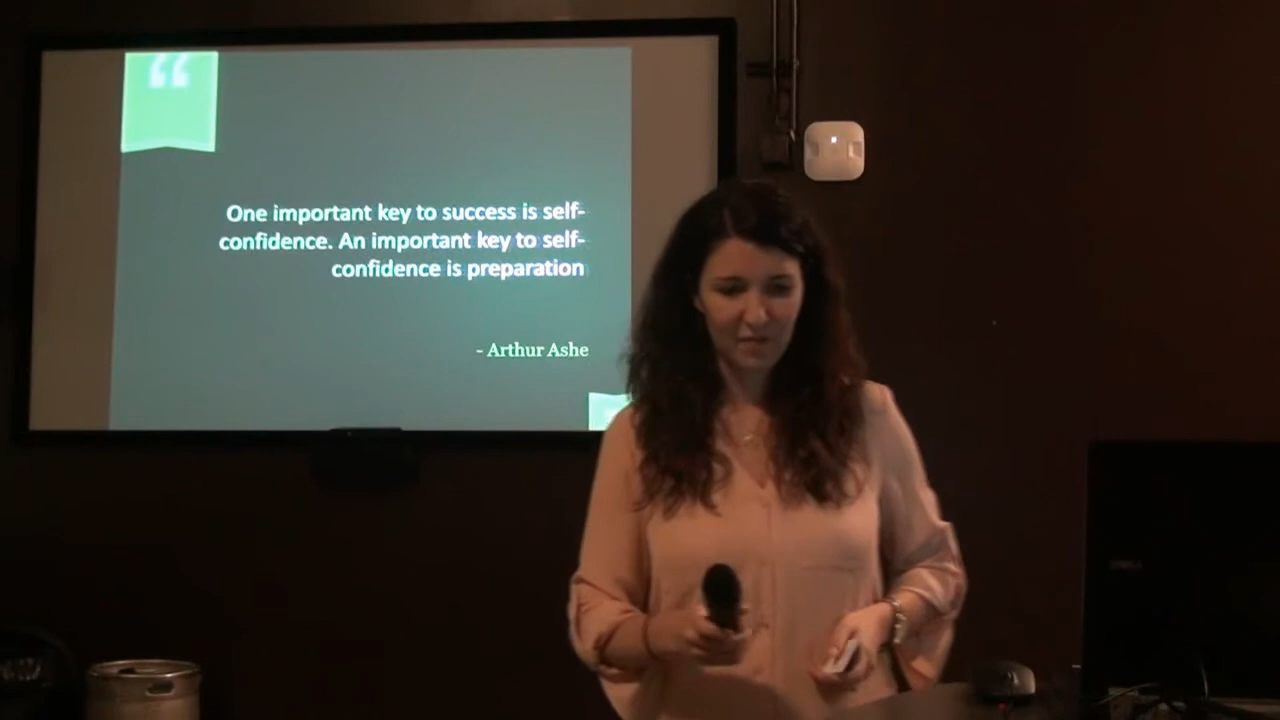 “
One important key to success is self-
confidence. An important key to self-
confidence is preparation
- Arthur Ashe